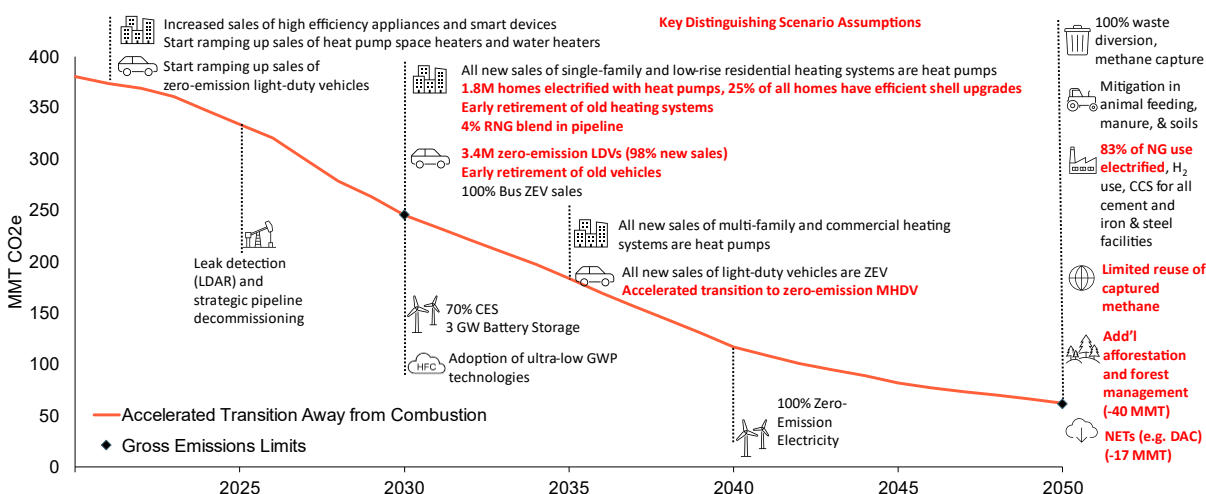 Increased sales of high efficiency appliances and smart devices
Start ramping up sales of heat pump space heaters and water heaters
Start ramping up sales of
zero-emission light-duty vehicles
Key Distinguishing Scenario Assumptions
All new sales of single-family and low-rise residential heating systems are heat pumps
1.8M homes electrified with heat pumps, 25% of all homes have efficient shell upgrades
Early retirement of old heating systems
4% RNG blend in pipeline
3.4M zero-emission LDVs (98% new sales)
Early retirement of old vehicles
100% Bus ZEV sales
All new sales of multi-family and commercial heating
systems are heat pumps
All new sales of light-duty vehicles are ZEV
Accelerated transition to zero-emission MHDV
Leak detection
(LDAR) and
strategic pipeline
decommissioning
70% CES
3 GW Battery Storage
HFC
Adoption of ultra-low GWP
technologies
100% Zero-
Emission
Electricity
100% waste
diversion,
methane capture
Mitigation in
animal feeding,
manure, & soils
83% of NG use
electrified, H2
use, CCS for all
cement and
iron & steel
facilities
Limited reuse of
captured
methane
Add'l
afforestation
and forest
management
(-40 MMT)
NETs (e.g. DAC)
(-17 MMT)
MMT CO2e
400
350
300
250
200
150
100
50
0
Accelerated Transition Away from Combustion
Gross Emissions Limits
2025
2030
2035
2040
2045
2050